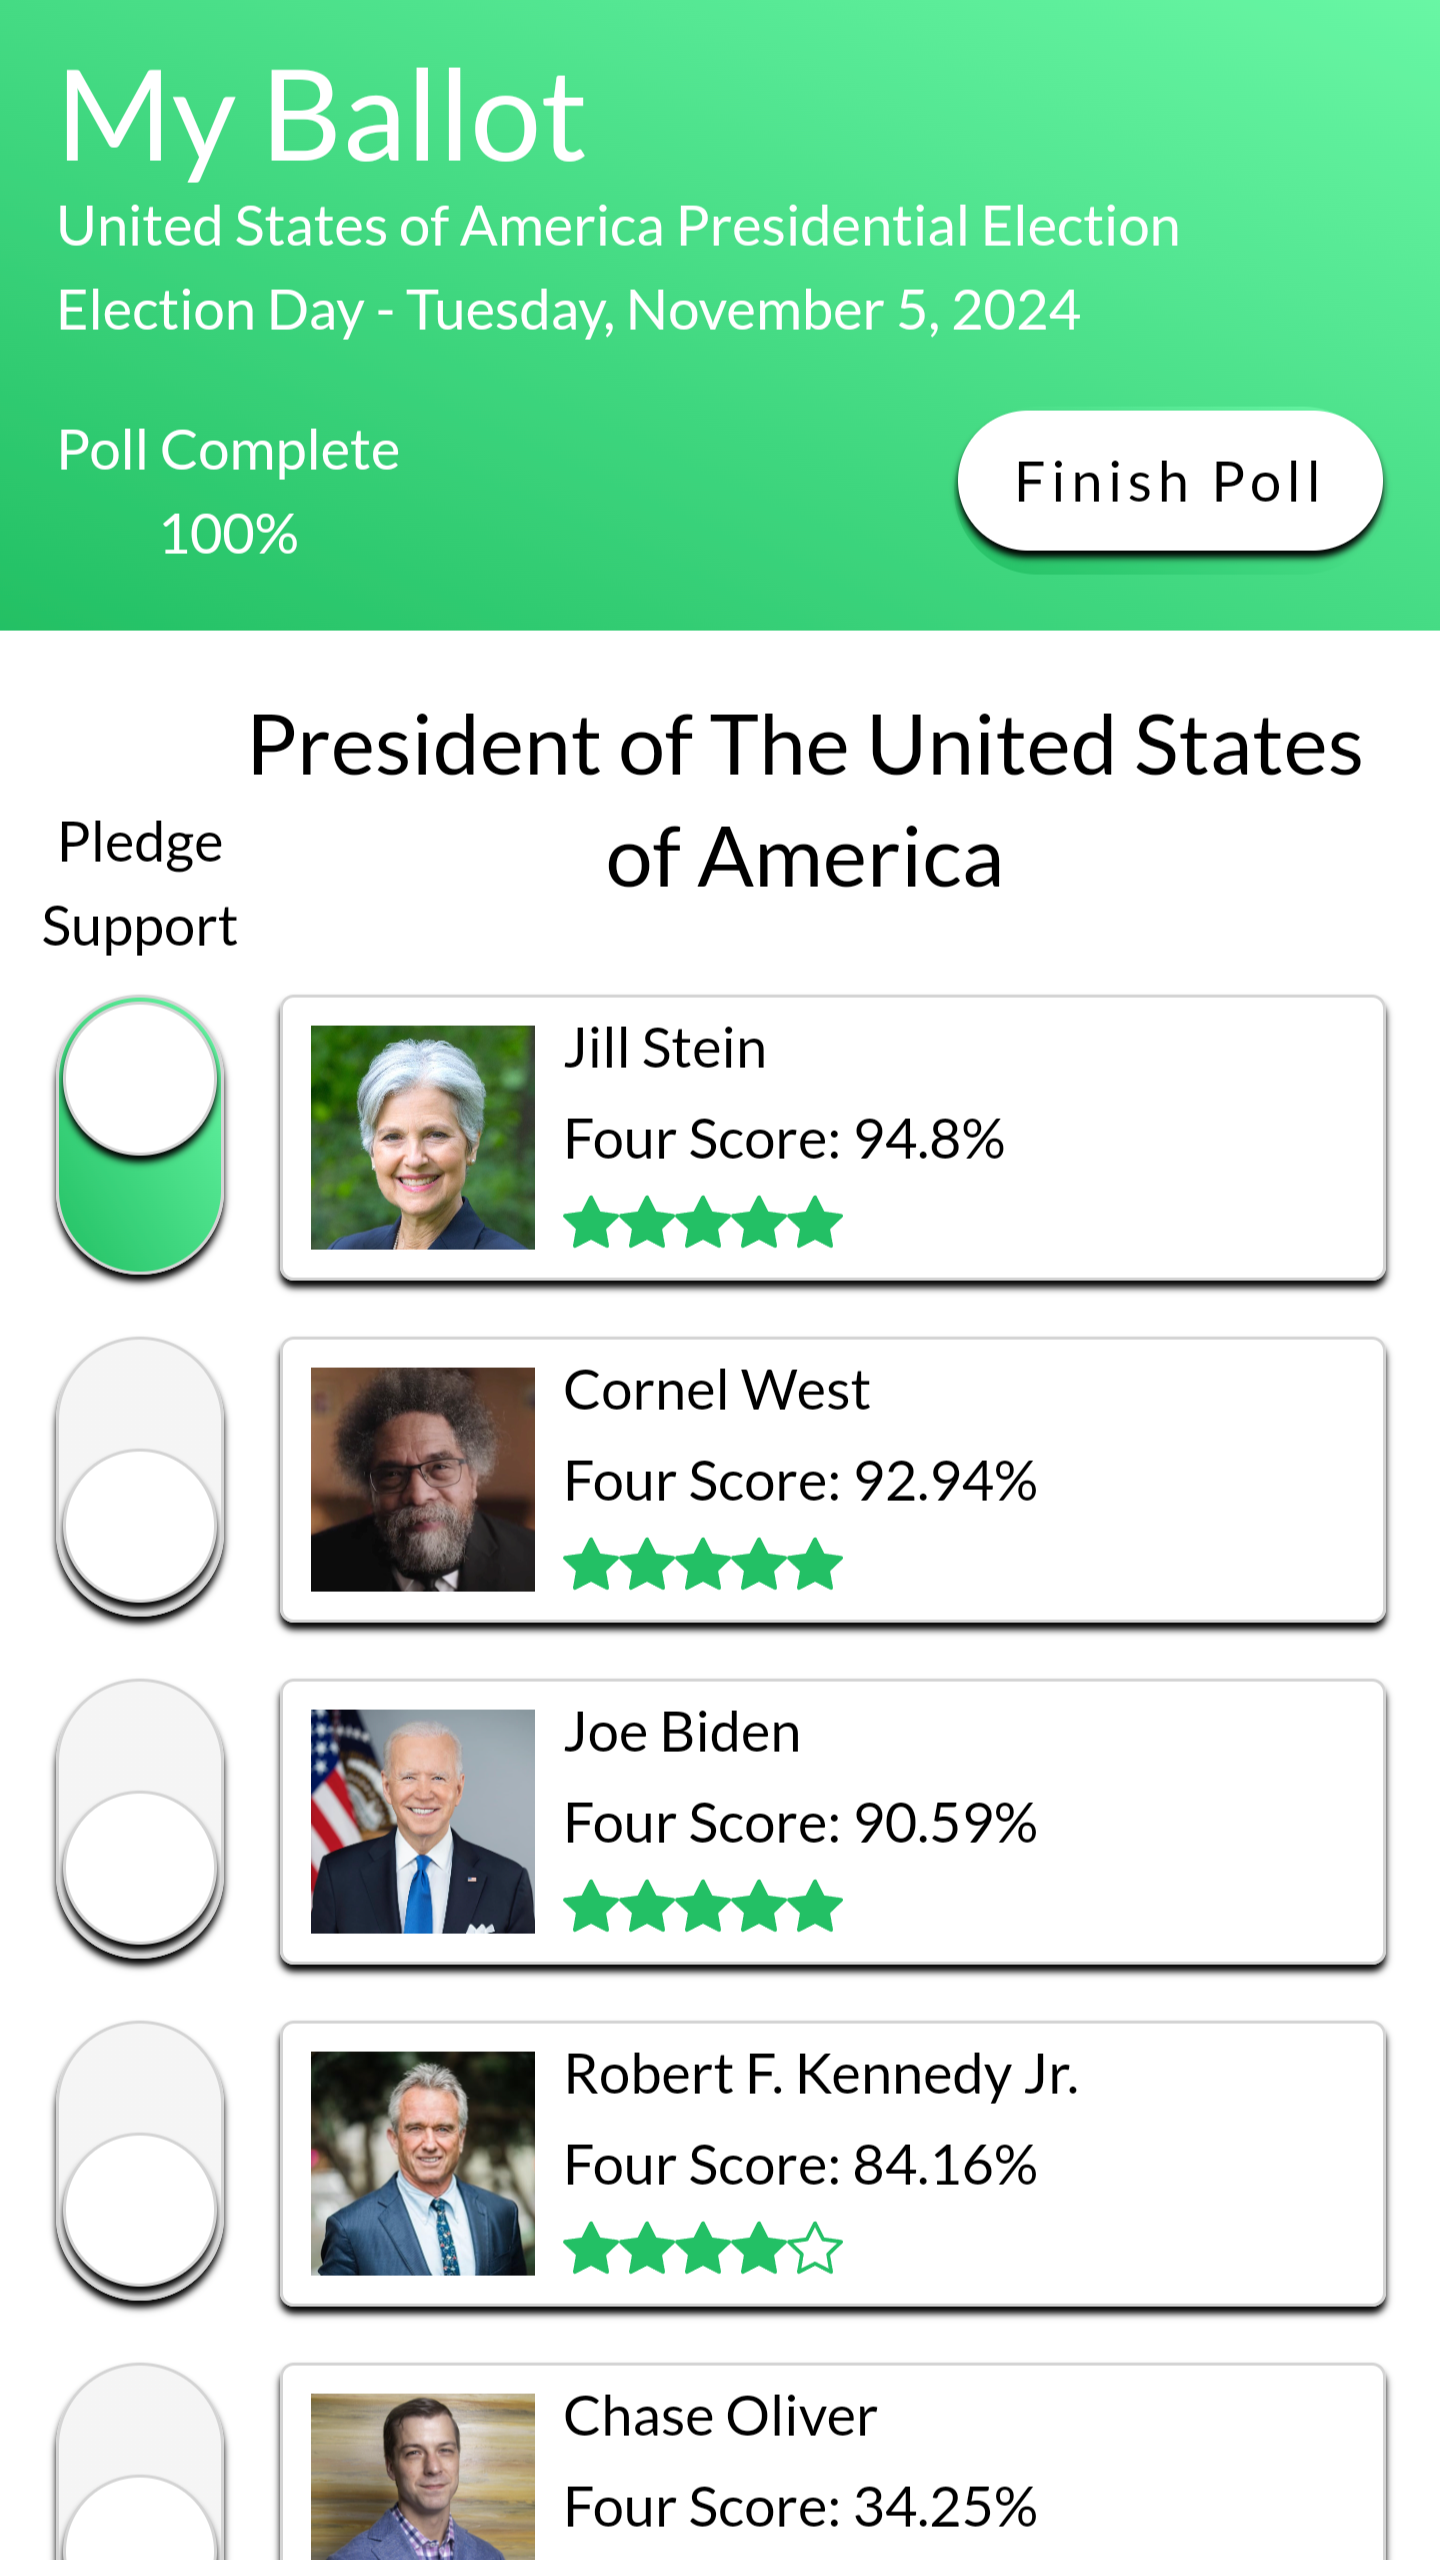 My Ballot
United States of America Presidential Election
Election Day - Tuesday, November 5, 2024
Poll Complete
100%
Finish Poll
President of The United States
of America
Pledge
Support
Jill Stein
Four Score: 94.8%
Cornel West
Four Score: 92.94%
Joe Biden
Four Score: 90.59%
Robert F. Kennedy Jr.
Four Score: 84.16%
Chase Oliver
Four Score: 34.25%